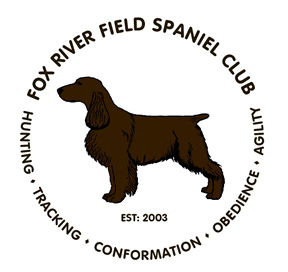 FOX RIVER FIELD SPANIEL CLUB
HUNTING • TRACKING • CONFORMATION • OBEDIENCE • AGILITY
EST: 2003